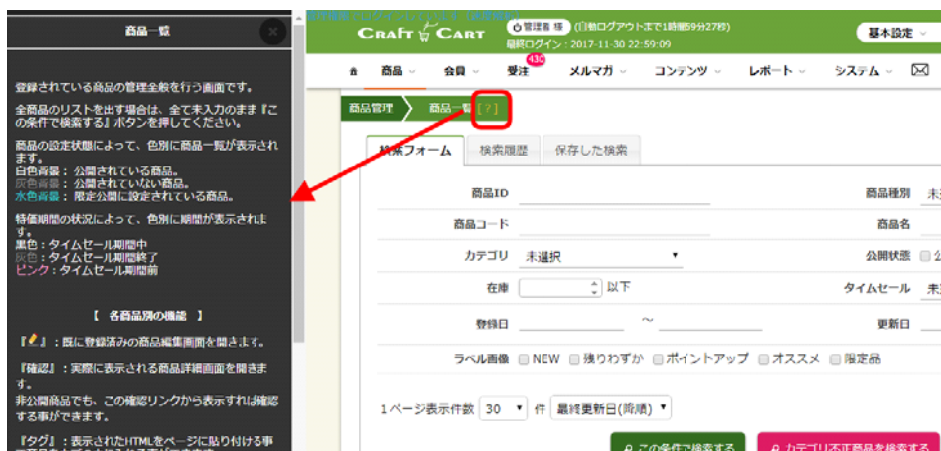 商品一覧
登録されている商品の管理全般を行う画面です。
全商品のリストを出す場合は、全て未入力のまま『こ
の条件で検索する』ボタンを押してください。
商品の設定状態によって、色別に商品一覧が表示され
ます。
白色背景： 公開されている商品。
灰色背景： 公開されていない商品。
水色背景： 限定公開に設定されている商品。
特価期間の状況によって、色別に期間が表示されま
す。
黒色：タイムセール期間中
灰色：タイムセール期間終了
ピンク：タイムセール期間前
【 各商品別の機能 】
『 』：既に登録済みの商品編集画面を開きます。
『確認』：実際に表示される商品詳細画面を開きま
す。
非公開商品でも、この確認リンクから表示すれば確認
する事ができます。
『タグ』：表示されたHTMLをページに貼り付ける事
CRAFT CART
管理者 様 (自動ログアウトまで1時間59分27秒)
最終ログイン : 2017-11-30 22:59:09
基本設定
商品 会員 受注 430 メルマガ コンテンツ レポート システム
商品管理 商品一覧 [?]
検索フォーム 検索履歴 保存した検索
商品ID 商品種別
商品コード 商品名
カテゴリ 未選択 公開状態
在庫 以下 タイムセール
登録日 ～ 更新日
ラベル画像 NEW 残りわずか ポイントアップ オススメ 限定品
1ページ表示件数 30 件 最終更新日(降順)
この条件で検索する カテゴリ不正商品を検索する